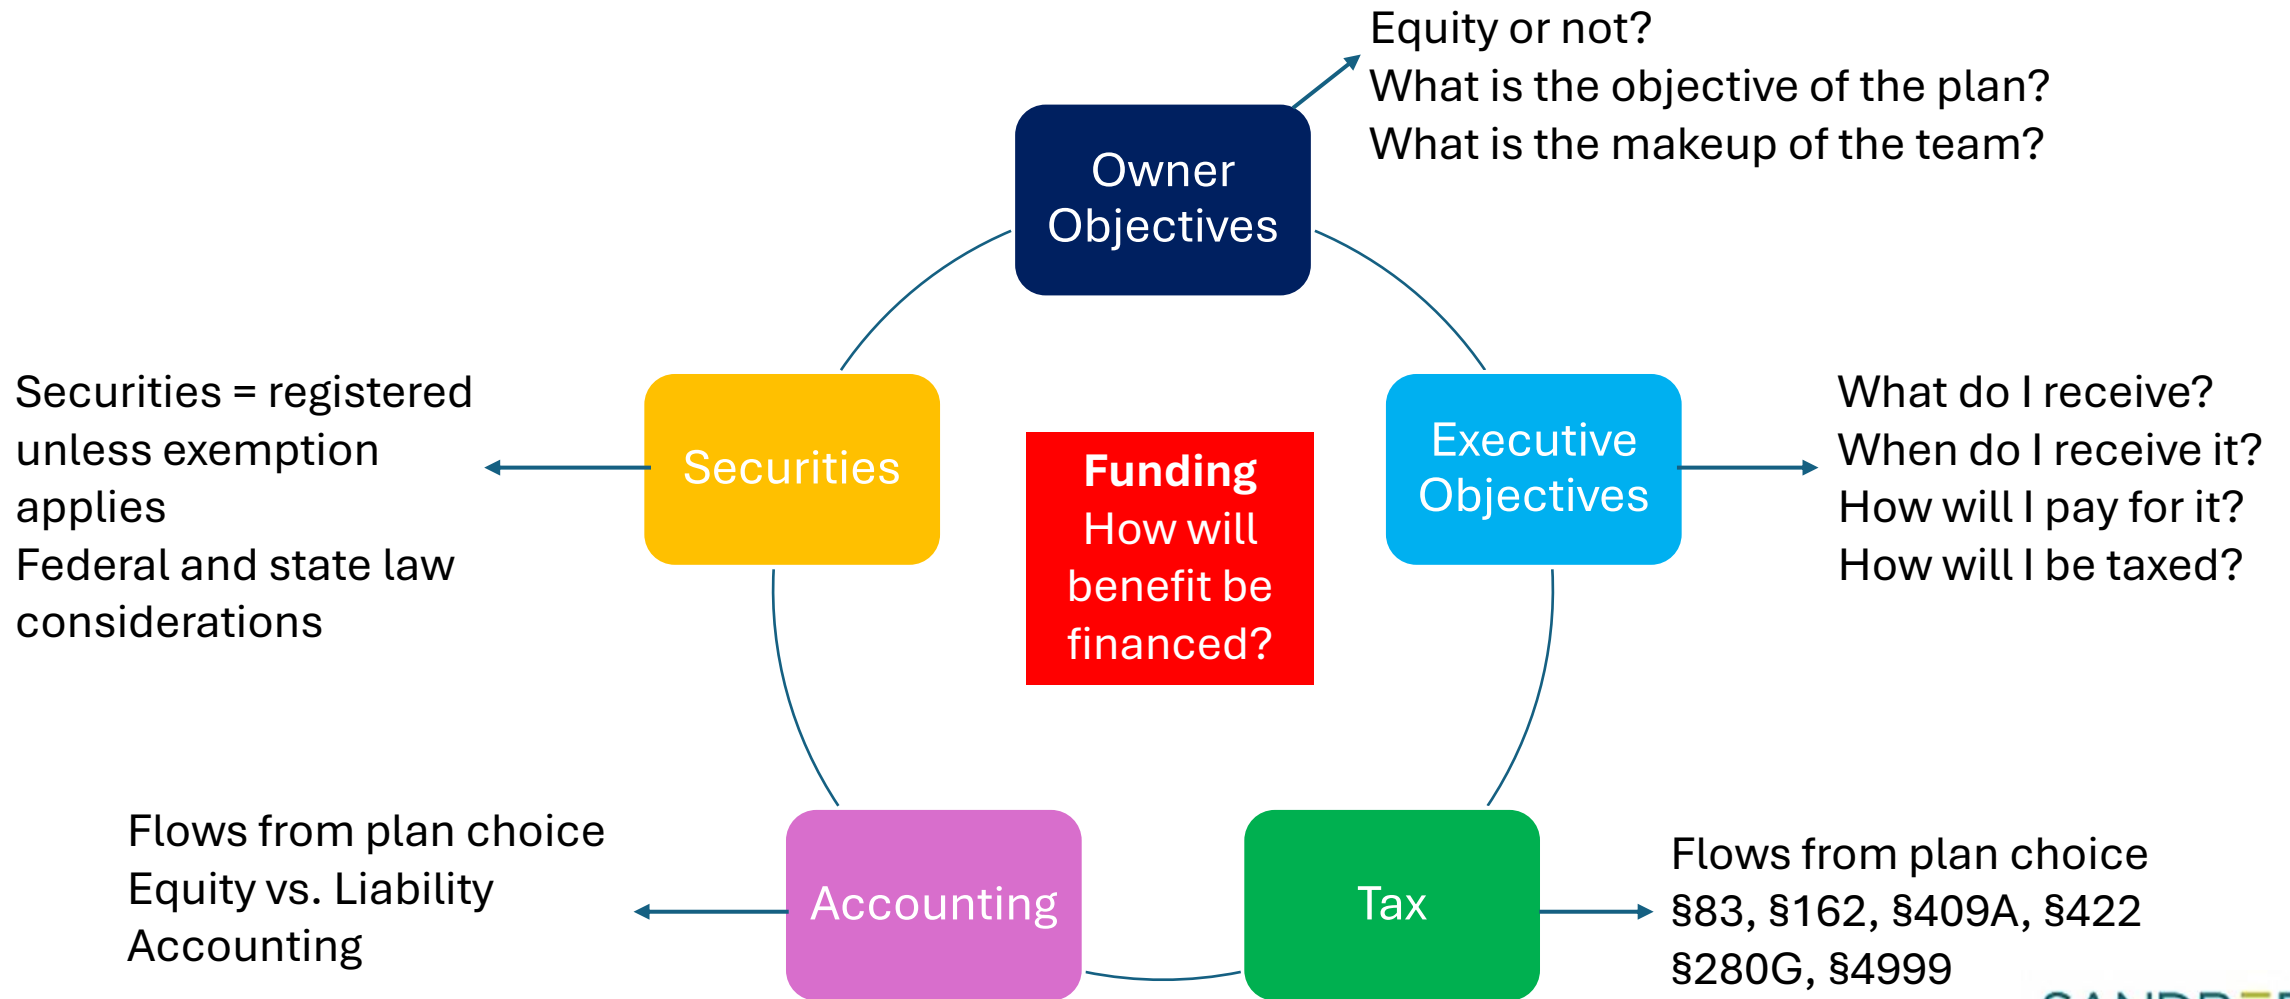 Equity or not?
What is the objective of the plan?
What is the makeup of the team?
Owner
Objectives
Securities = registered
unless exemption
applies
Federal and state law
considerations
Securities
Funding
How will
benefit be
financed?
Executive
Objectives
What do I receive?
When do I receive it?
How will I pay for it?
How will I be taxed?
Flows from plan choice
Equity vs. Liability
Accounting
Accounting
Tax
Flows from plan choice
§83, §162, §409A, §422
§280G, §4999